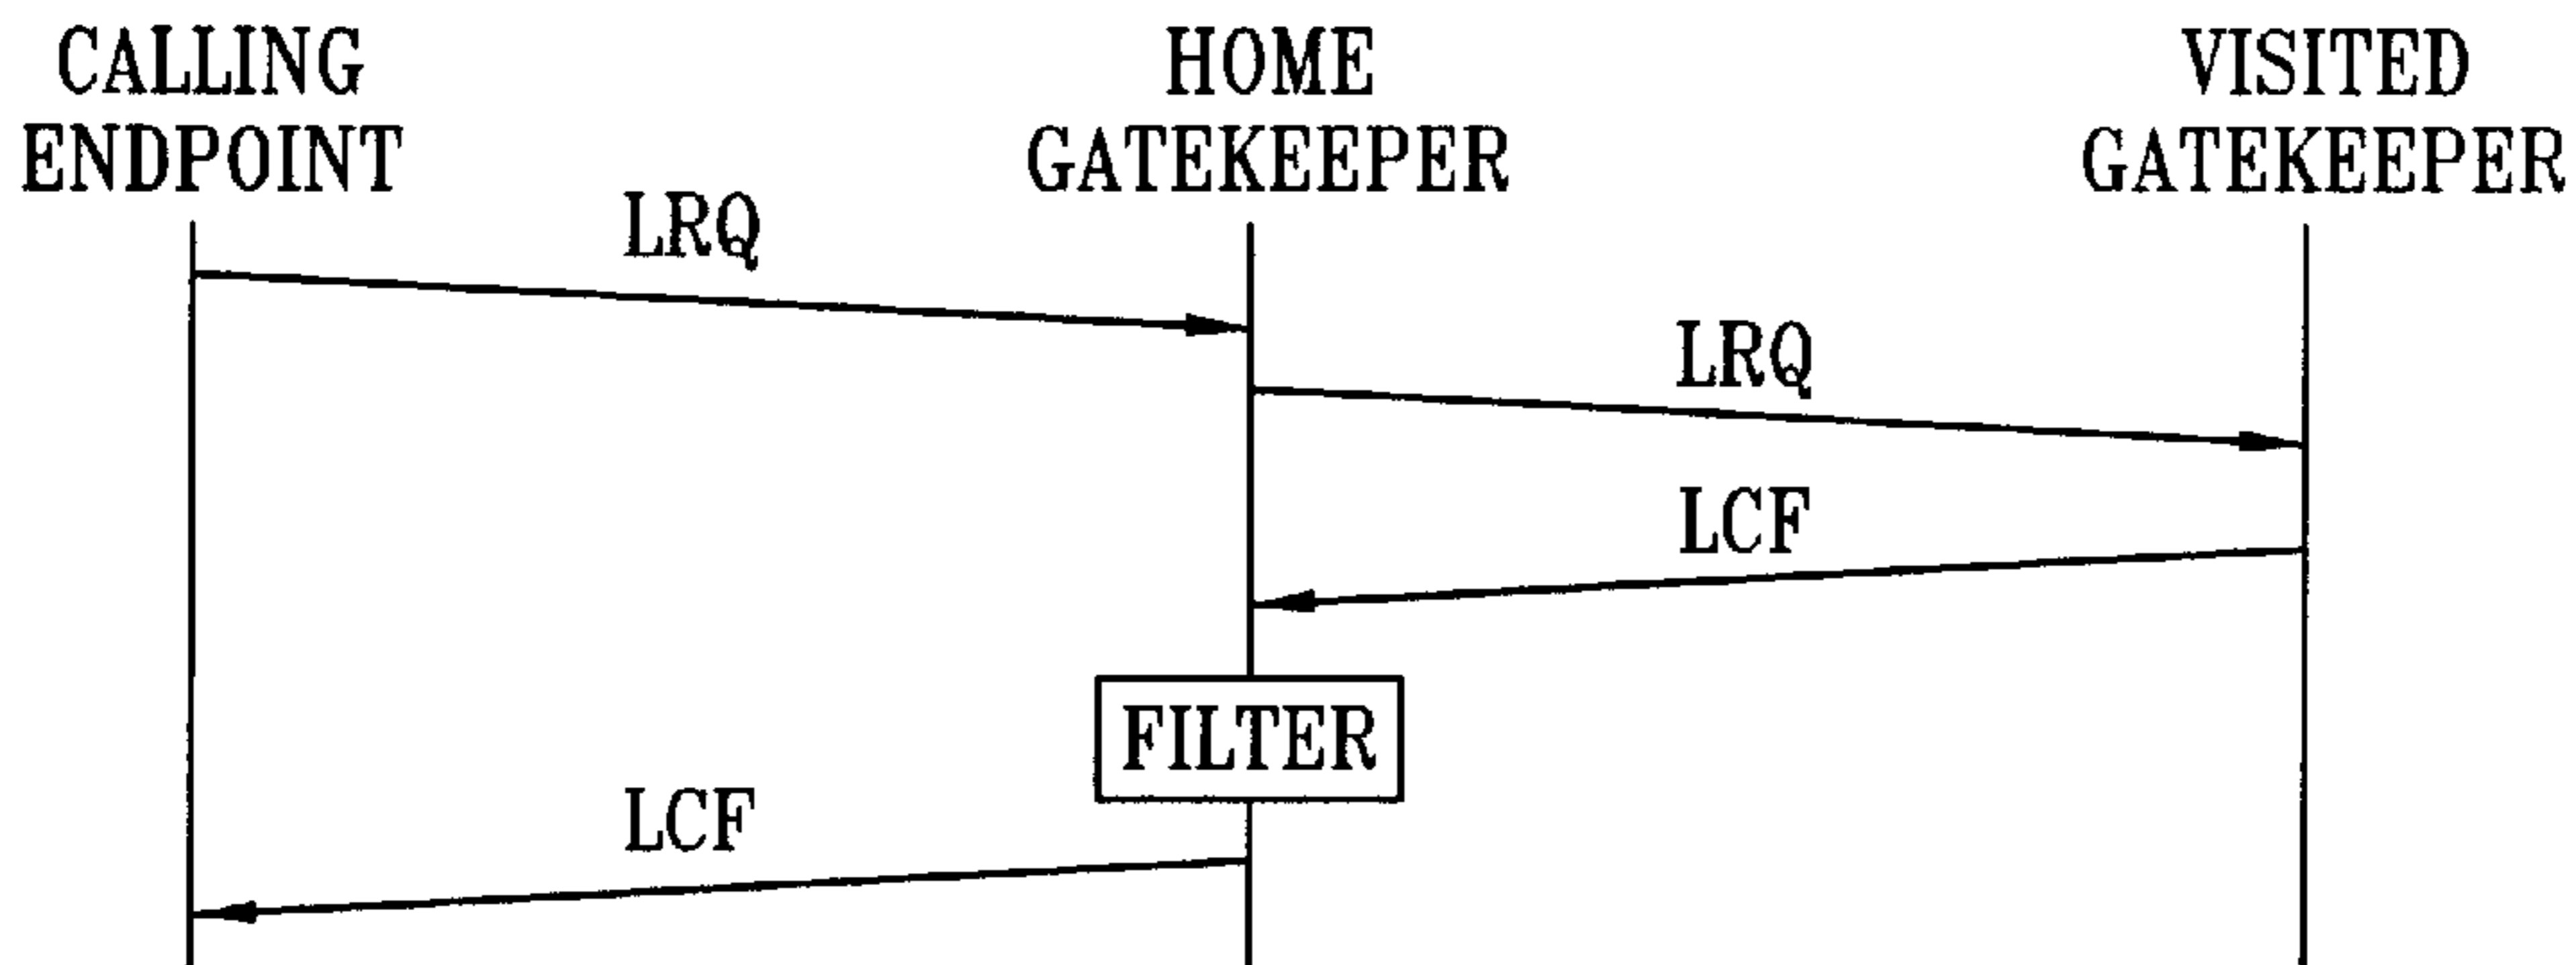 CALLING
ENDPOINT
HOME
GATEKEEPER
VISITED
GATEKEEPER
LRQ
LRQ
LCF
FILTER
LCF